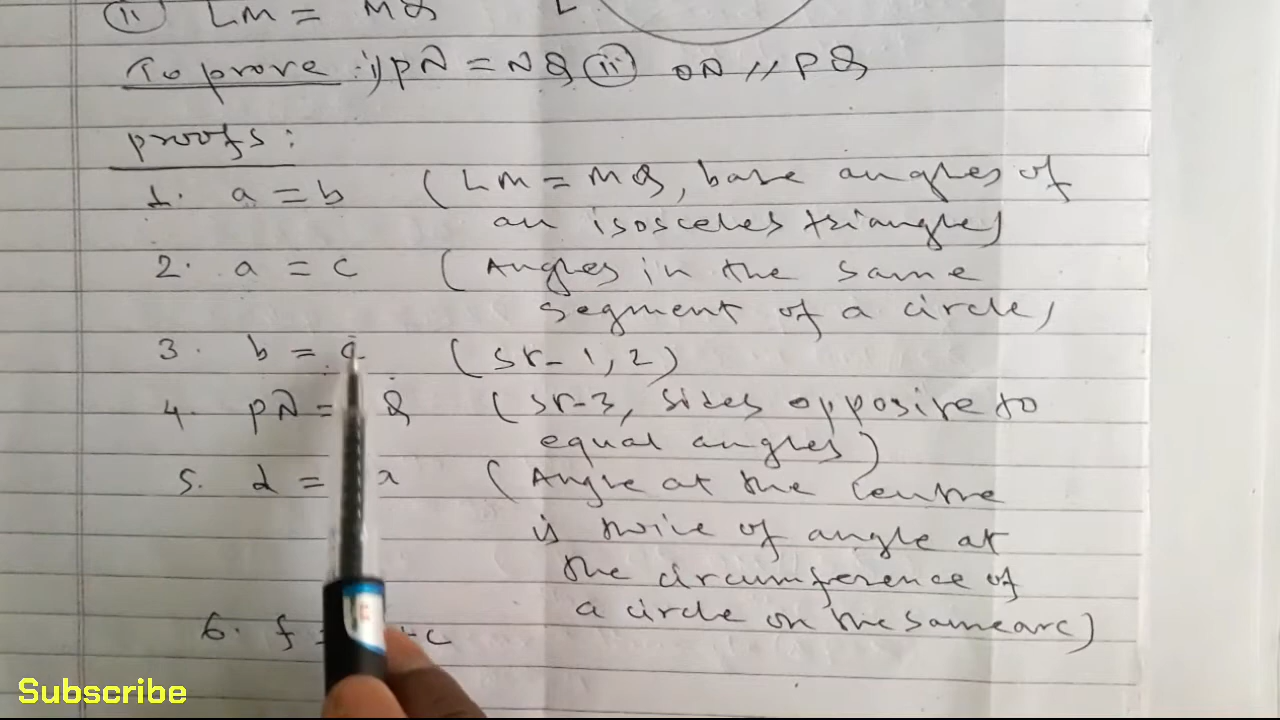 (ii) LM = MQ L
To prove : i) PN = NQ (ii) ON // PQ
proofs :
1. a = b (LM = MQ, base angles of
an isosceles triangle)
2. a = c (Angles in the same
segment of a circle)
3. b = c (Sr-1, 2)
4. PN = Q (Sr-3, sides opposite to
equal angles)
5. d = a (Angle at the centre
is twice of angle at
the circumference of
a circle on the same arc)
6. f = +c
Subscribe